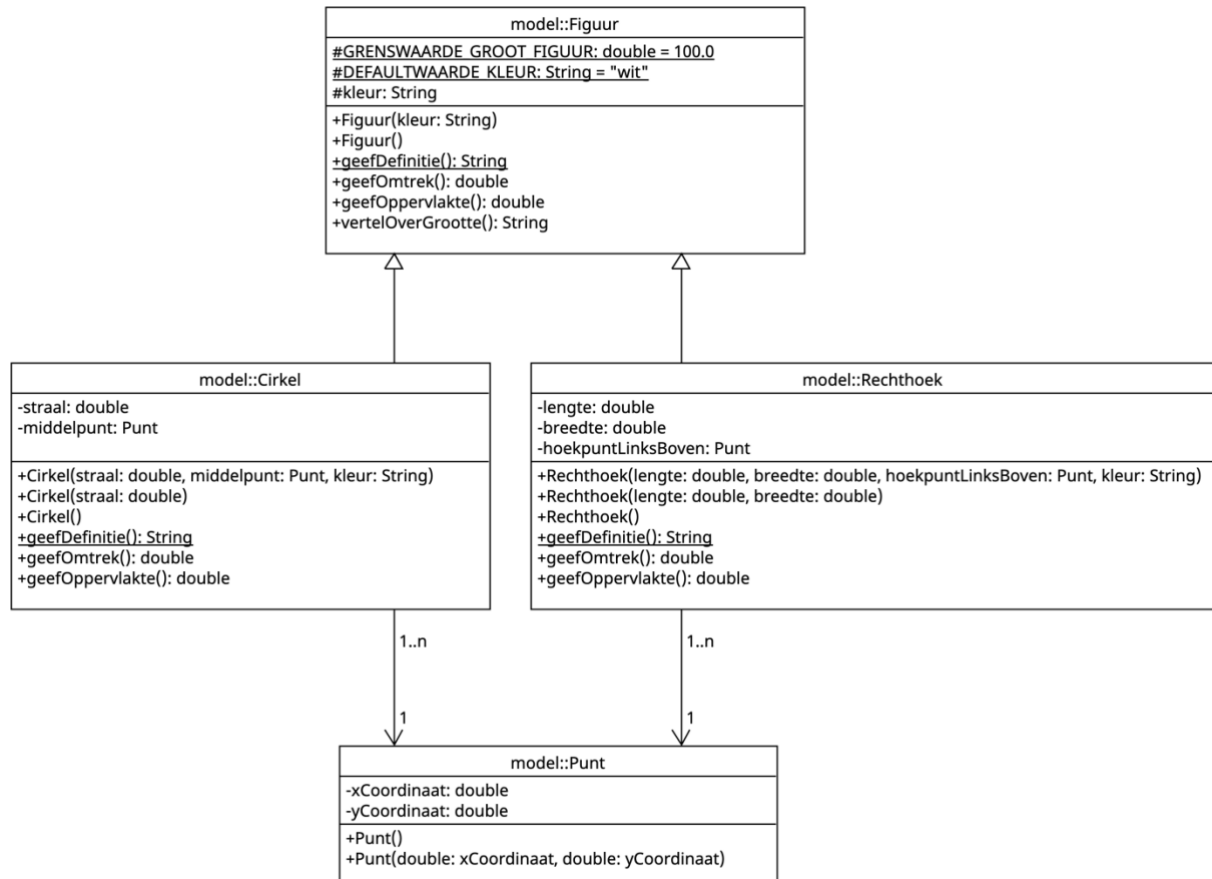 model::Figuur
#GRENSWAARDE_GROOT_FIGUUR: double = 100.0
#DEFAULTWAARDE_KLEUR: String = "wit"
#kleur: String
+Figuur(kleur: String)
+Figuur()
+geefDefinitie(): String
+geefOmtrek(): double
+geefOppervlakte(): double
+vertelOverGrootte(): String
model::Cirkel
-straal: double
-middelpunt: Punt
+Cirkel(straal: double, middelpunt: Punt, kleur: String)
+Cirkel(straal: double)
+Cirkel()
+geefDefinitie(): String
+geefOmtrek(): double
+geefOppervlakte(): double
model::Rechthoek
-lengte: double
-breedte: double
-hoekpuntLinksBoven: Punt
+Rechthoek(lengte: double, breedte: double, hoekpuntLinksBoven: Punt, kleur: String)
+Rechthoek(lengte: double, breedte: double)
+Rechthoek()
+geefDefinitie(): String
+geefOmtrek(): double
+geefOppervlakte(): double
1..n
1..n
1
1
model::Punt
-xCoordinaat: double
-yCoordinaat: double
+Punt()
+Punt(double: xCoordinaat, double: yCoordinaat)